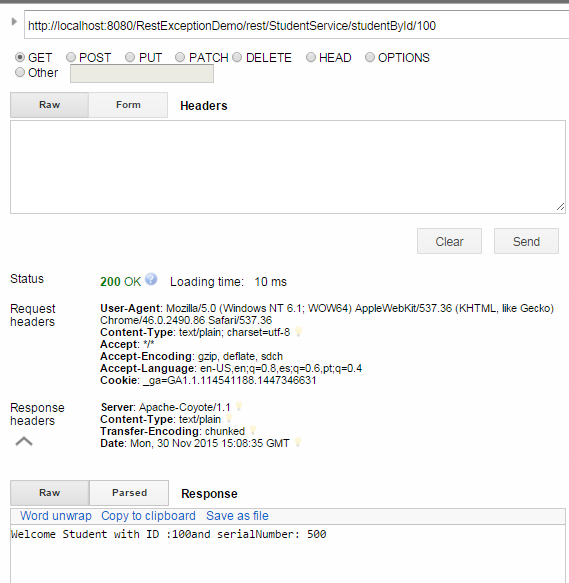 http://localhost:8080/RestExceptionDemo/rest/StudentService/studentById/100
GET POST PUT PATCH DELETE HEAD OPTIONS
Other
Raw Form Headers
Clear Send
Status 200 OK Loading time: 10 ms
Request headers
User-Agent: Mozilla/5.0 (Windows NT 6.1; WOW64) AppleWebKit/537.36 (KHTML, like Gecko)
Chrome/46.0.2490.86 Safari/537.36
Content-Type: text/plain; charset=utf-8
Accept: */*
Accept-Encoding: gzip, deflate, sdch
Accept-Language: en-US,en;q=0.8,es;q=0.6,pt;q=0.4
Cookie: _ga=GA1.1.114541188.1447346631
Response headers
Server: Apache-Coyote/1.1
Content-Type: text/plain
Transfer-Encoding: chunked
Date: Mon, 30 Nov 2015 15:08:35 GMT
Raw Parsed Response
Word unwrap Copy to clipboard Save as file
Welcome Student with ID :100and serialNumber: 500